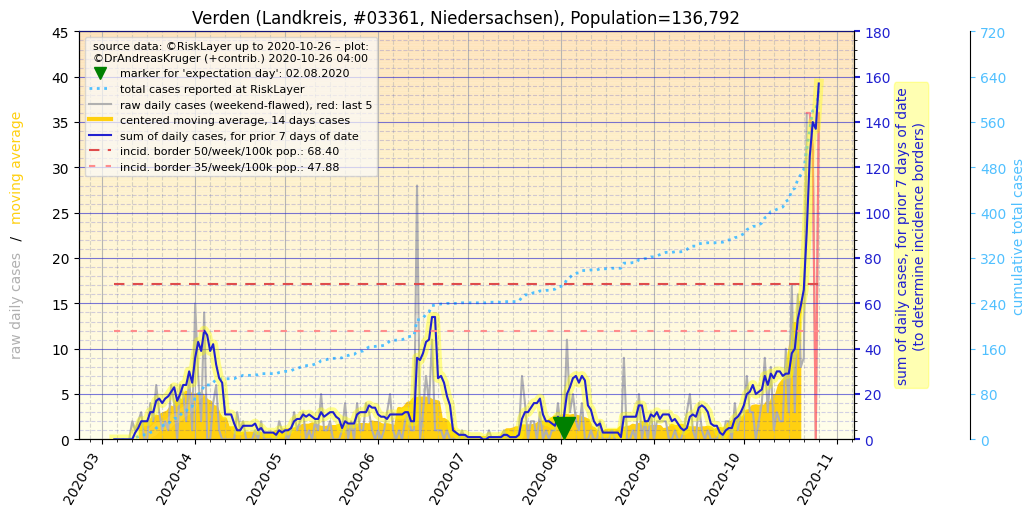 Verden (Landkreis, #03361, Niedersachsen), Population=136,792
source data: ©RiskLayer up to 2020-10-26 – plot:
©DrAndreasKruger (+contrib.) 2020-10-26 04:00
marker for 'expectation day': 02.08.2020
total cases reported at RiskLayer
raw daily cases (weekend-flawed), red: last 5
centered moving average, 14 days cases
sum of daily cases, for prior 7 days of date
incid. border 50/week/100k pop.: 68.40
incid. border 35/week/100k pop.: 47.88
raw daily cases / moving average
45
40
35
30
25
20
15
10
5
0
2020-03
2020-04
2020-05
2020-06
2020-07
2020-08
2020-09
2020-10
2020-11
180
160
140
120
100
80
60
40
20
0
sum of daily cases, for prior 7 days of date
(to determine incidence borders)
720
640
560
480
400
320
240
160
80
0
cumulative total cases